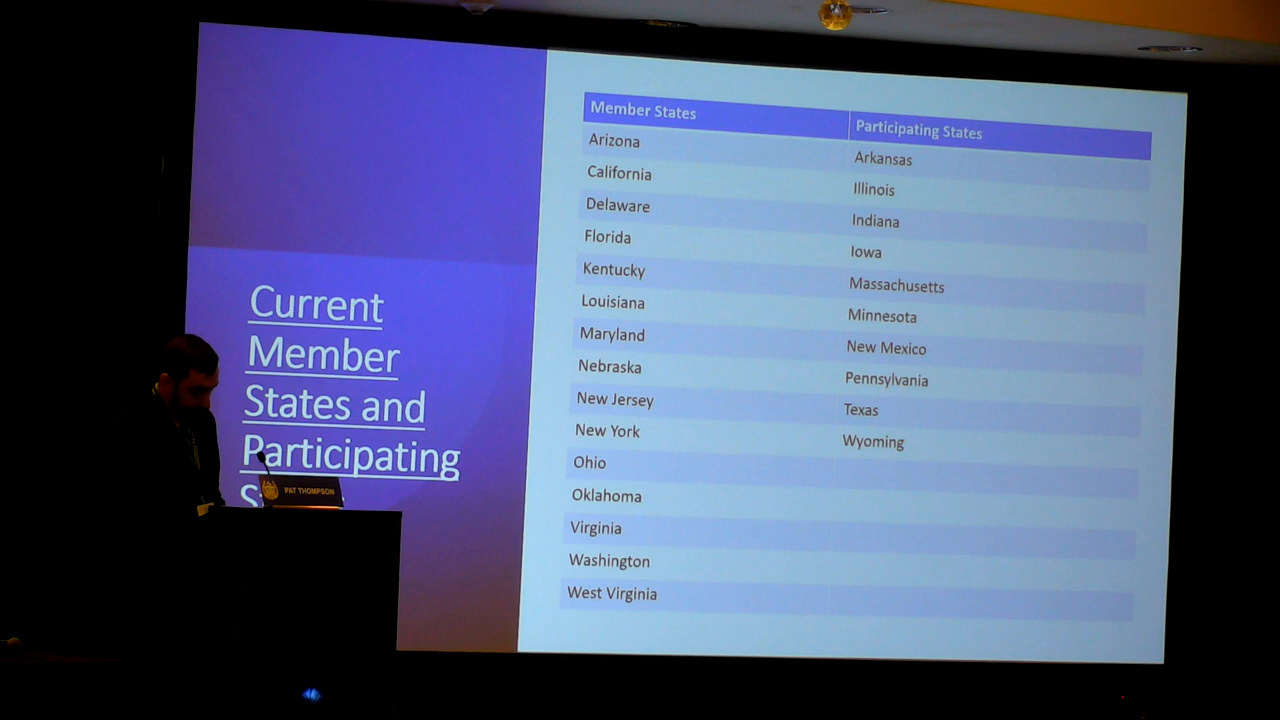 Current
Member
States and
Participating
PAT THOMPSON
Member States Participating States
Arizona Arkansas
California Illinois
Delaware Indiana
Florida Iowa
Kentucky Massachusetts
Louisiana Minnesota
Maryland New Mexico
Nebraska Pennsylvania
New Jersey Texas
New York Wyoming
Ohio
Oklahoma
Virginia
Washington
West Virginia